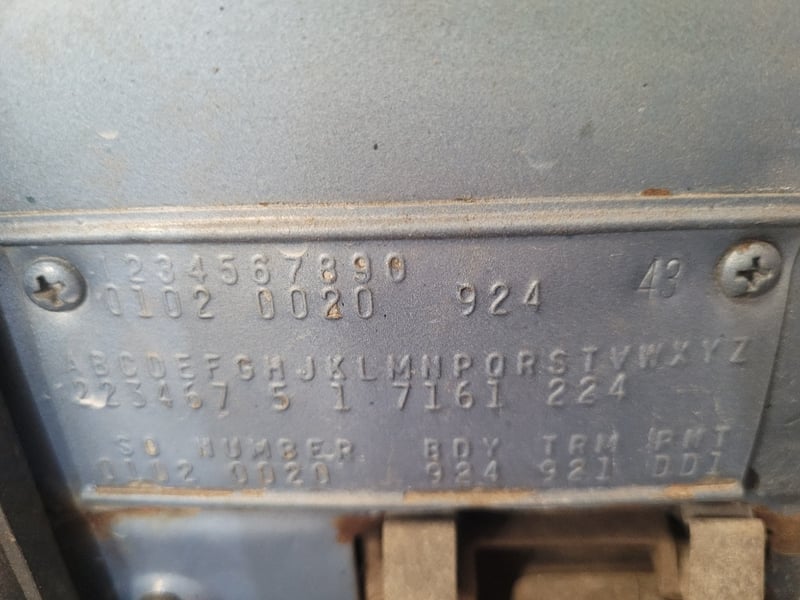 1234567890
0102 0020 924 43
ABCDEFGHJKLMNPQRSTVWXYZ
223467 5 1 7161 224
SO NUMBER BDY TRM PNT
0102 0020 924 921 DD1